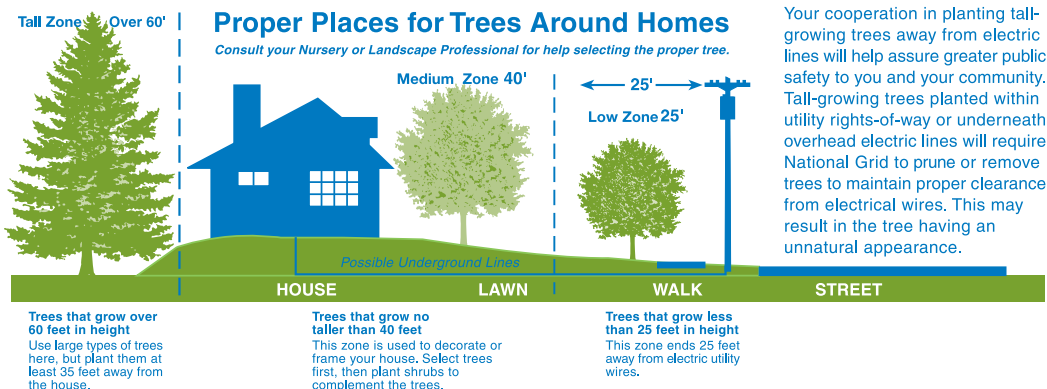 Proper Places for Trees Around Homes
Consult your Nursery or Landscape Professional for help selecting the proper tree.
Tall Zone Over 60'
Medium Zone 40'
25'
Low Zone 25'
Your cooperation in planting tall-
growing trees away from electric
lines will help assure greater public
safety to you and your community.
Tall-growing trees planted within
utility rights-of-way or underneath
overhead electric lines will require
National Grid to prune or remove
trees to maintain proper clearance
from electrical wires. This may
result in the tree having an
unnatural appearance.
Possible Underground Lines
HOUSE
LAWN
WALK
STREET
Trees that grow over
60 feet in height
Use large types of trees
here, but plant them at
least 35 feet away from
the house.
Trees that grow no
taller than 40 feet
This zone is used to decorate or
frame your house. Select trees
first, then plant shrubs to
complement the trees.
Trees that grow less
than 25 feet in height
This zone ends 25 feet
away from electric utility
wires.